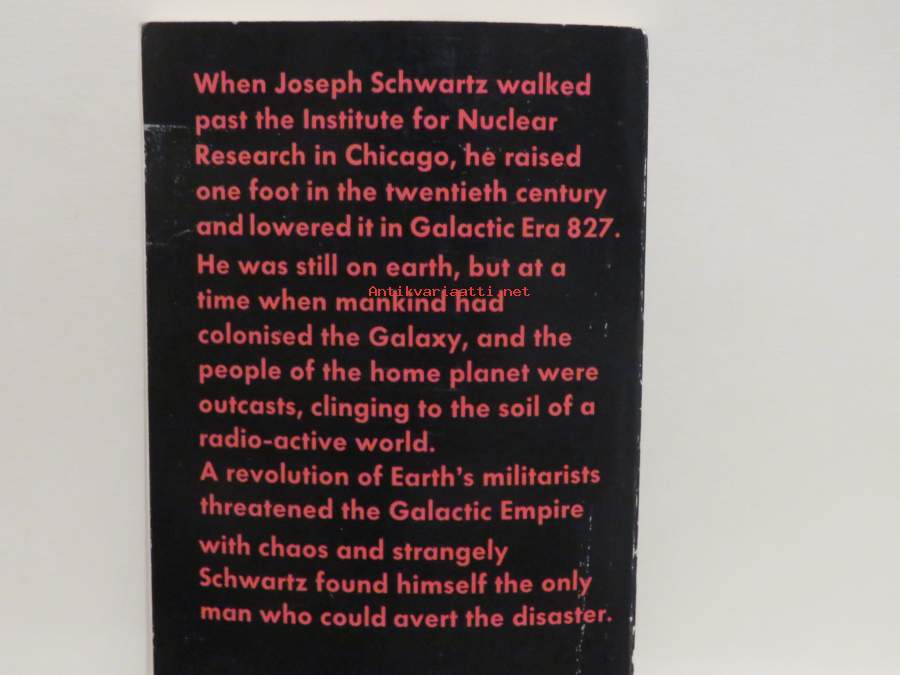 When Joseph Schwartz walked
past the Institute for Nuclear
Research in Chicago, he raised
one foot in the twentieth century
and lowered it in Galactic Era 827.
He was still on earth, but at a
Antikvariaatti.net
time when mankind had
colonised the Galaxy, and the
people of the home planet were
outcasts, clinging to the soil of a
radio-active world.
A revolution of Earth's militarists
threatened the Galactic Empire
with chaos and strangely
Schwartz found himself the only
man who could avert the disaster.